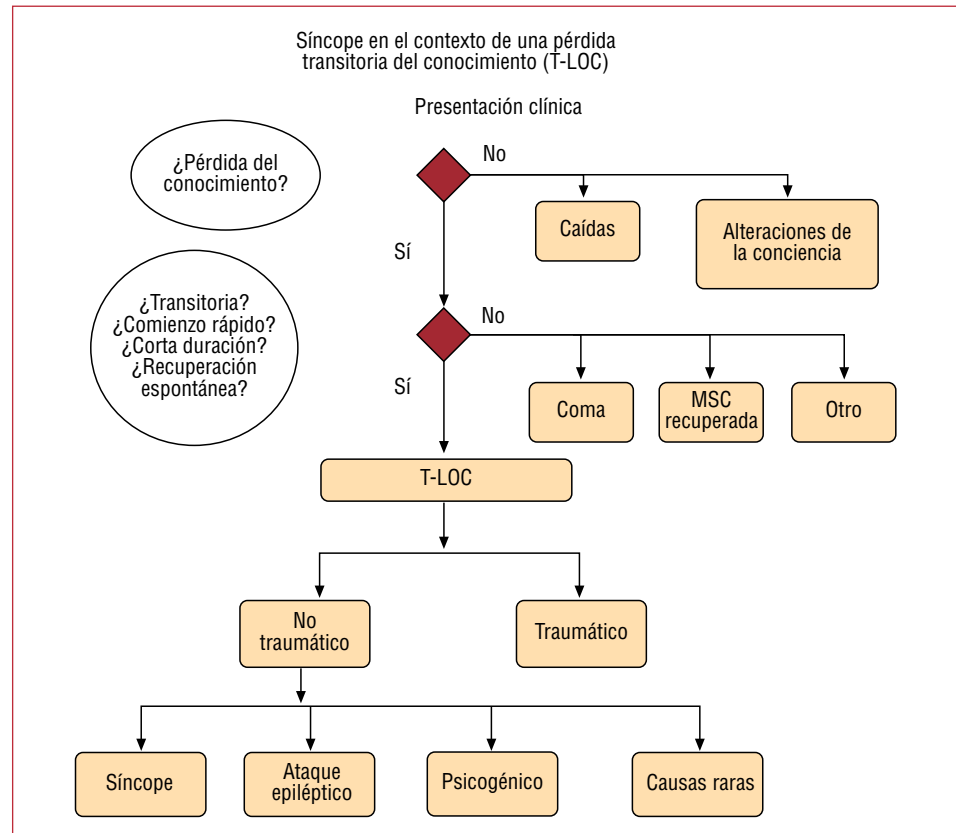 Síncope en el contexto de una pérdida
transitoria del conocimiento (T-LOC)
Presentación clínica
¿Pérdida del
conocimiento?
No
Caídas
Alteraciones de
la conciencia
Sí
¿Transitoria?
¿Comienzo rápido?
¿Corta duración?
¿Recuperación
espontánea?
No
Coma
MSC
recuperada
Otro
Sí
T-LOC
No
traumático
Traumático
Síncope
Ataque
epiléptico
Psicogénico
Causas raras